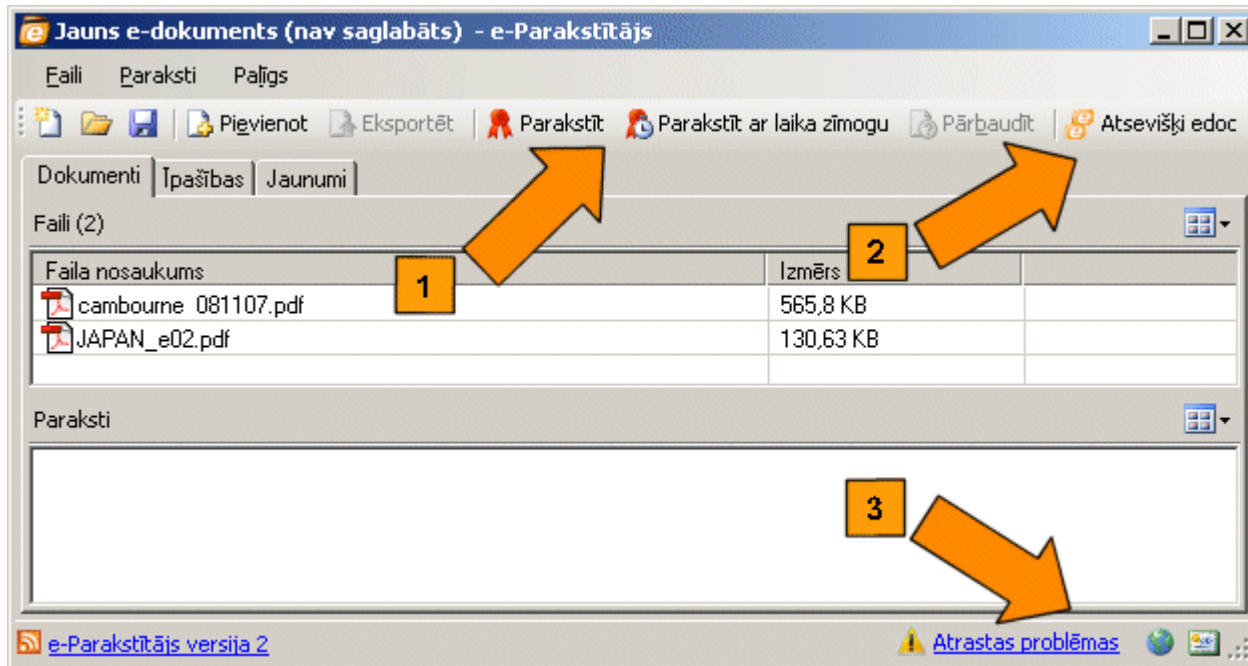 Jauns e-dokuments (nav saglabāts) - e-Parakstītājs
Faili Paraksti Palīgs
Pievienot Eksportēt Parakstīt Parakstīt ar laika zīmogu Pārbaudīt Atsevišķi edoc
Dokumenti Īpašības Jaunumi
Faili (2)
1
2
Faila nosaukums Izmērs
cambourne_081107.pdf 565,8 KB
JAPAN_e02.pdf 130,63 KB
Paraksti
3
e-Parakstītājs versija 2 Atrastas problēmas